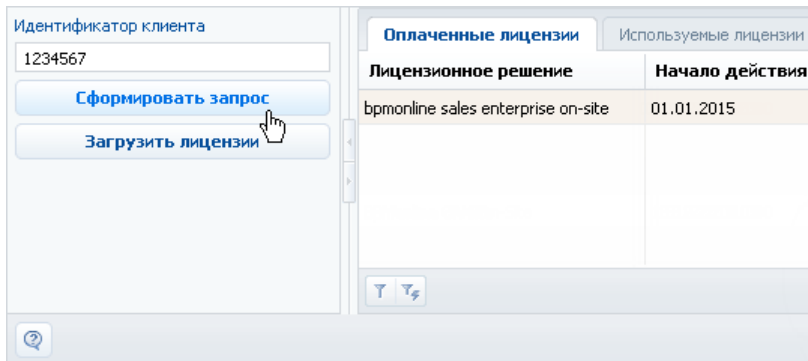 Идентификатор клиента
1234567
Сформировать запрос
Загрузить лицензии
Оплаченные лицензии
Используемые лицензии
Лицензионное решение
Начало действия
bpmonline sales enterprise on-site
01.01.2015